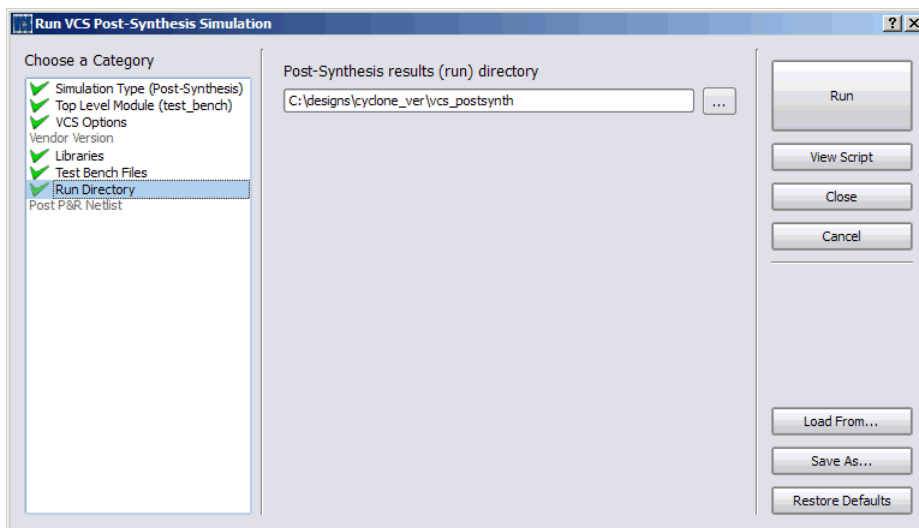 Run VCS Post-Synthesis Simulation
Choose a Category
Simulation Type (Post-Synthesis)
Top Level Module (test_bench)
VCS Options
Vendor Version
Libraries
Test Bench Files
Run Directory
Post P&R Netlist
Post-Synthesis results (run) directory
C:\designs\cyclone_ver\vcs_postsynth
...
Run
View Script
Close
Cancel
Load From...
Save As...
Restore Defaults